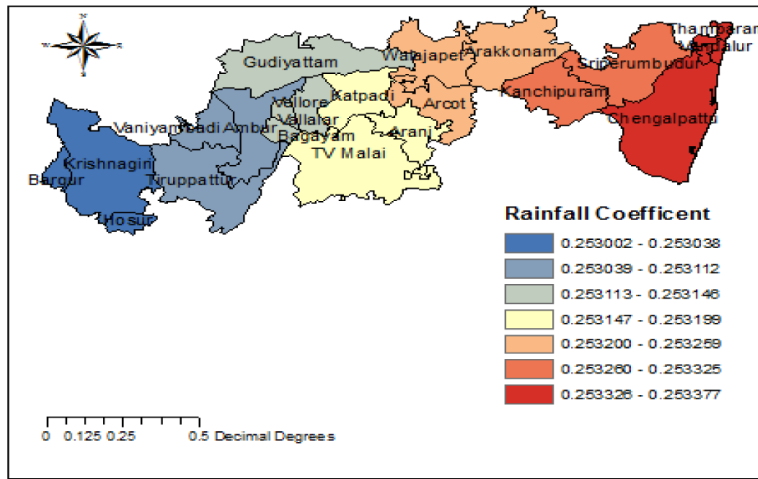 N
W
E
S
Thamparam
Vandalur
Walajapet
Arakkonam
Gudiyattam
Sriperumbudur
Vellore
Katpadi
Kanchipuram
Arcot
Chengalpattu
Vaniyambadi
Ambur
Vallalar
Bagayam
Arani
TV Malai
Krishnagiri
Bargur
Tiruppattur
Hosur
Rainfall Coefficent
0.253002 - 0.253038
0.253039 - 0.253112
0.253113 - 0.253146
0.253147 - 0.253199
0.253200 - 0.253259
0.253260 - 0.253325
0.253326 - 0.253377
0 0.125 0.25 0.5 Decimal Degrees